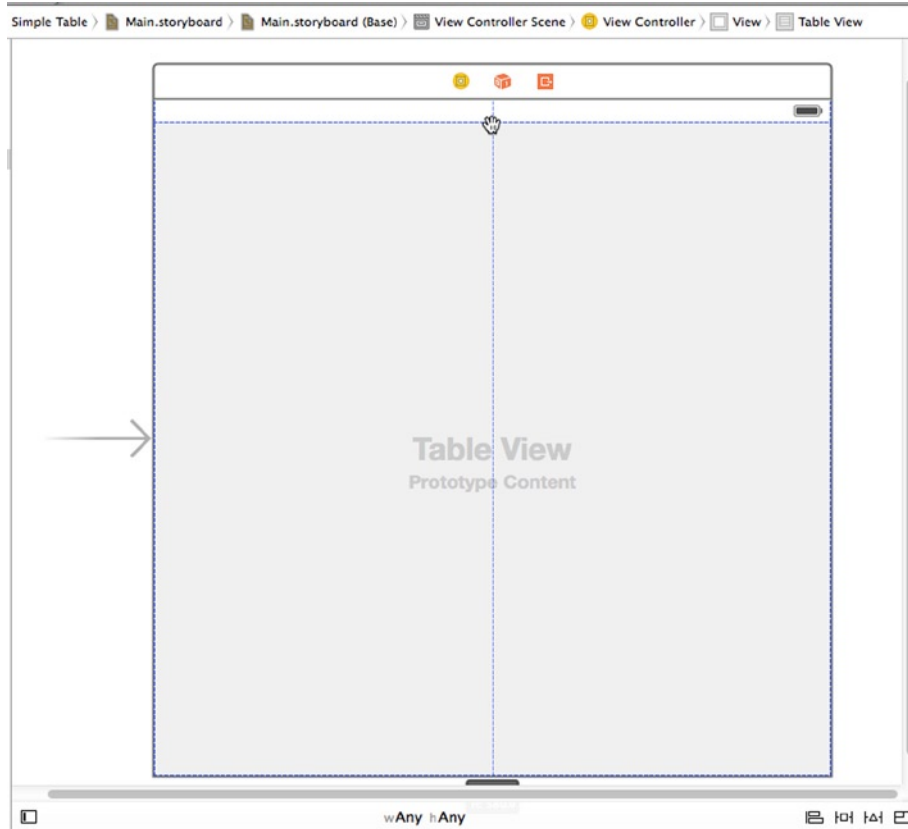 Simple Table Main.storyboard Main.storyboard (Base) View Controller Scene View Controller View Table View
Table View
Prototype Content
wAny hAny